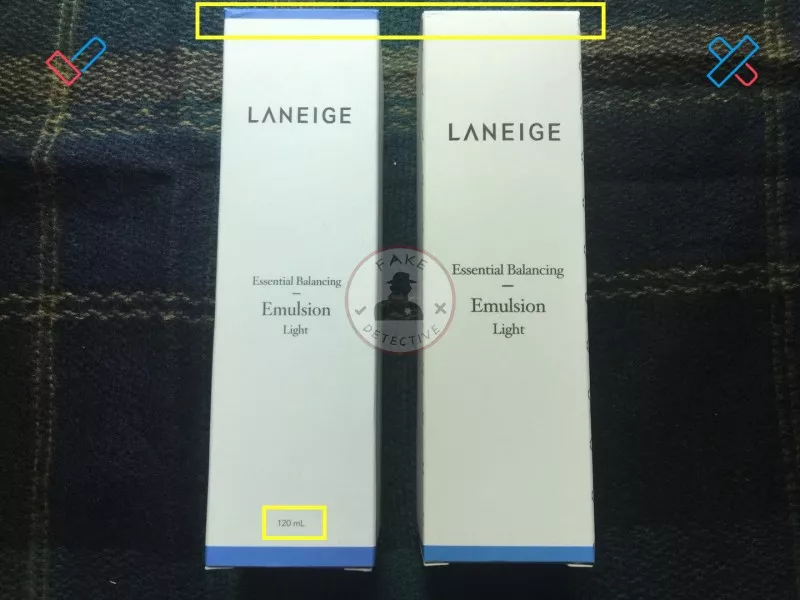 LANEIGE
Essential Balancing
Emulsion
Light
120 mL
LANEIGE
Essential Balancing
Emulsion
Light
FAKE
DETECTIVE